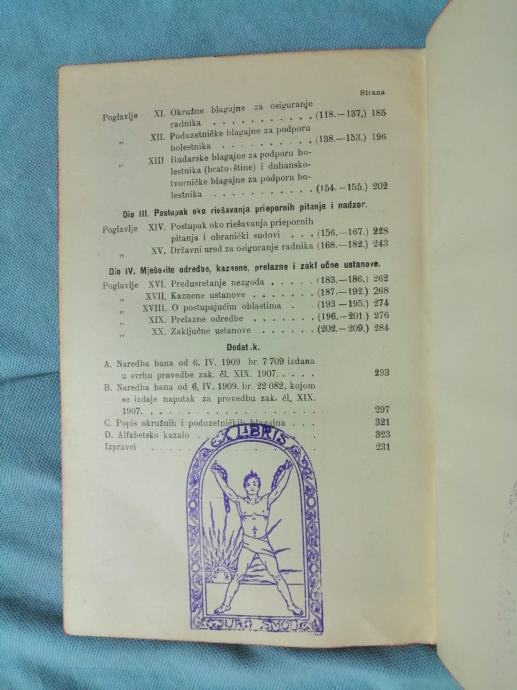 Strana
Poglavlje XI. Okružne blagajne za osiguranje
radnika . . . . . . . . . . . (118.—137,) 185
„ XII. Poduzetničke blagajne za podporu
bolestnika . . . . . . . . . . (138.—153.) 196
„ XIII Rudarske blagajne za podporu bo-
lestnika (bratovštine) i duhansko-
tvorničke blagajne za podporu bo-
lestnika . . . . . . . . . . . (154.—155.) 202
Dio III. Postupak oko riešavanja priepornih pitanja i nadzor.
Poglavlje XIV. Postupak oko riešavanja priepornih
pitanja i obranički sudovi . . . (156.—167.) 228
„ XV. Državni ured za osiguranje radnika (168.—182.) 243
Dio IV. Mješovite odredbe, kaznene, prelazne i zaključne ustanove.
Poglavlje XVI. Predusretanje nezgoda . . . . . (183.—186.) 262
„ XVII. Kaznene ustanove . . . . . . . (187.—192.) 268
„ XVIII. O postupajućim oblastima . . . . (193 —195.) 274
„ XIX. Prelazne odredbe . . . . . . . (196.—201 ) 276
„ XX. Zaključne ustanove . . . . . . (202.—209.) 284
Dodatak.
A. Naredba bana od 6. IV. 1909 br. 7709 izdana
u svrhu provedbe zak. čl. XIX. 1907. . . . . 293
B. Naredba bana od 6, IV. 1909. br. 22 082, kojom
se izdaje naputak za provedbu zak. čl. XIX.
1907. . . . . . . . . . . . . . . . . . 297
C. Popis okružnih i poduzetničkih blagajna . . . 321
D. Alfabetsko kazalo . . . . . . . . . . . 323
Izpravci . . . . . . . . . . . . . . . . 231
EX LIBRIS
GJURA